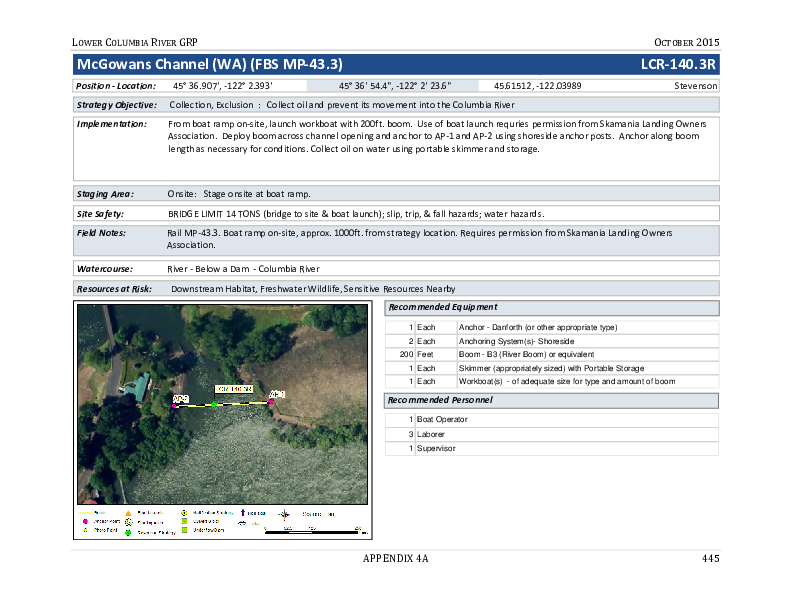 LOWER COLUMBIA RIVER GRP
OCTOBER 2015
McGowans Channel (WA) (FBS MP-43.3)
LCR-140.3R
Position - Location: 45° 36.907', -122° 2.393' 45° 36' 54.4", -122° 2' 23.6" 45.61512, -122.03989 Stevenson
Strategy Objective: Collection, Exclusion : Collect oil and prevent its movement into the Columbia River
Implementation: From boat ramp on-site, launch workboat with 200ft. boom. Use of boat launch requries permission from Skamania Landing Owners
Association. Deploy boom across channel opening and anchor to AP-1 and AP-2 using shoreside anchor posts. Anchor along boom
length as necessary for conditions. Collect oil on water using portable skimmer and storage.
Staging Area: Onsite: Stage onsite at boat ramp.
Site Safety: BRIDGE LIMIT 14 TONS (bridge to site & boat launch); slip, trip, & fall hazards; water hazards.
Field Notes: Rail MP-43.3. Boat ramp on-site, approx. 1000ft. from strategy location. Requires permission from Skamania Landing Owners
Association.
Watercourse: River - Below a Dam - Columbia River
Resources at Risk: Downstream Habitat, Freshwater Wildlife, Sensitive Resources Nearby
LCR-140.3R
AP-2
AP-1
Anchor Point
Photo Point
Recommended Equipment
1 Each Anchor - Danforth (or other appropriate type)
2 Each Anchoring System(s)- Shoreside
200 Feet Boom - B3 (River Boom) or equivalent
1 Each Skimmer (appropriately sized) with Portable Storage
1 Each Workboat(s) - of adequate size for type and amount of boom
Recommended Personnel
1 Boat Operator
3 Laborer
1 Supervisor
APPENDIX 4A
445